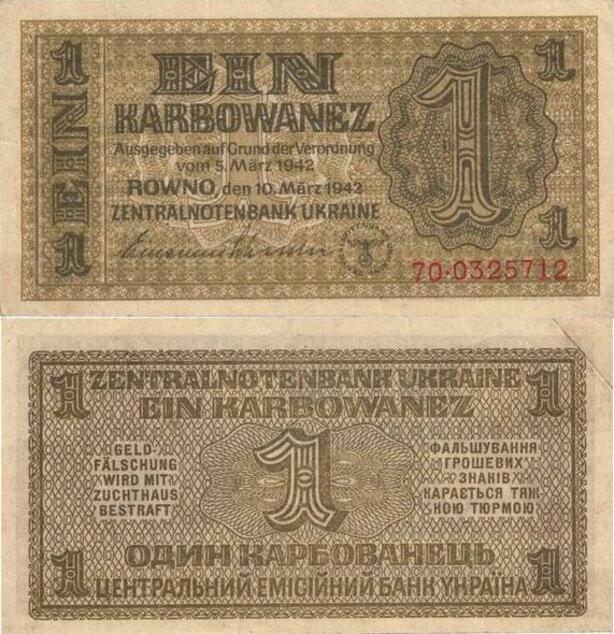 1
1
EIN
EIN
KARBOWANEZ
Ausgegeben auf Grund der Verordnung
vom 5. März 1942
ROWNO, den 10. März 1942
ZENTRALNOTENBANK UKRAINE
1
1
1
1
70·0325712
1
1
ZENTRALNOTENBANK UKRAINE
EIN KARBOWANEZ
GELD-
FÄLSCHUNG
WIRD MIT
ZUCHTHAUS
BESTRAFT
1
ФАЛЬШУВАННЯ
ГРОШЕВИХ
ЗНАКІВ
КАРАЄТЬСЯ ТЯЖ
КОЮ ТЮРМОЮ
1
1
ОДИН КАРБОВАНЕЦЬ
ЦЕНТРАЛЬНИЙ ЕМІСІЙНИЙ БАНК УКРАЇНА